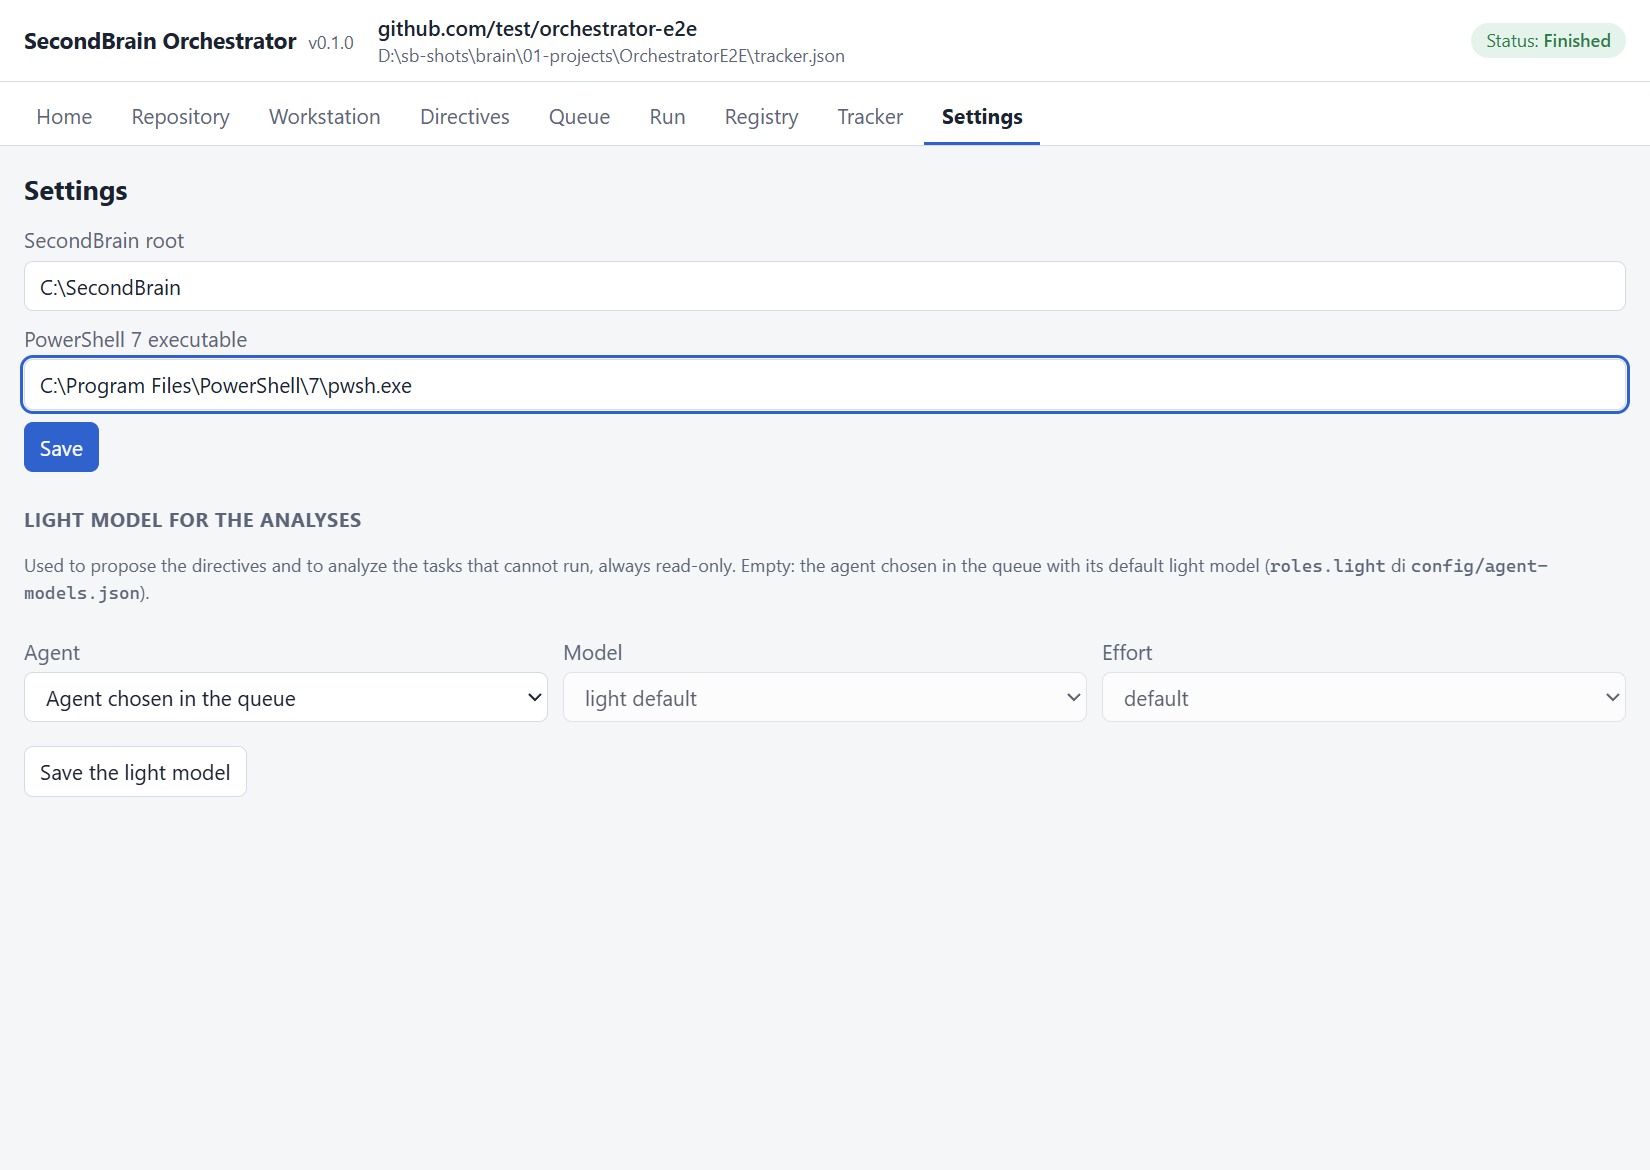 SecondBrain Orchestrator v0.1.0
github.com/test/orchestrator-e2e
D:\sb-shots\brain\01-projects\OrchestratorE2E\tracker.json
Status: Finished
Home Repository Workstation Directives Queue Run Registry Tracker Settings
Settings
SecondBrain root
C:\SecondBrain
PowerShell 7 executable
C:\Program Files\PowerShell\7\pwsh.exe
Save
LIGHT MODEL FOR THE ANALYSES
Used to propose the directives and to analyze the tasks that cannot run, always read-only. Empty: the agent chosen in the queue with its default light model (roles.light di config/agent-
models.json).
Agent Model Effort
Agent chosen in the queue light default default
Save the light model